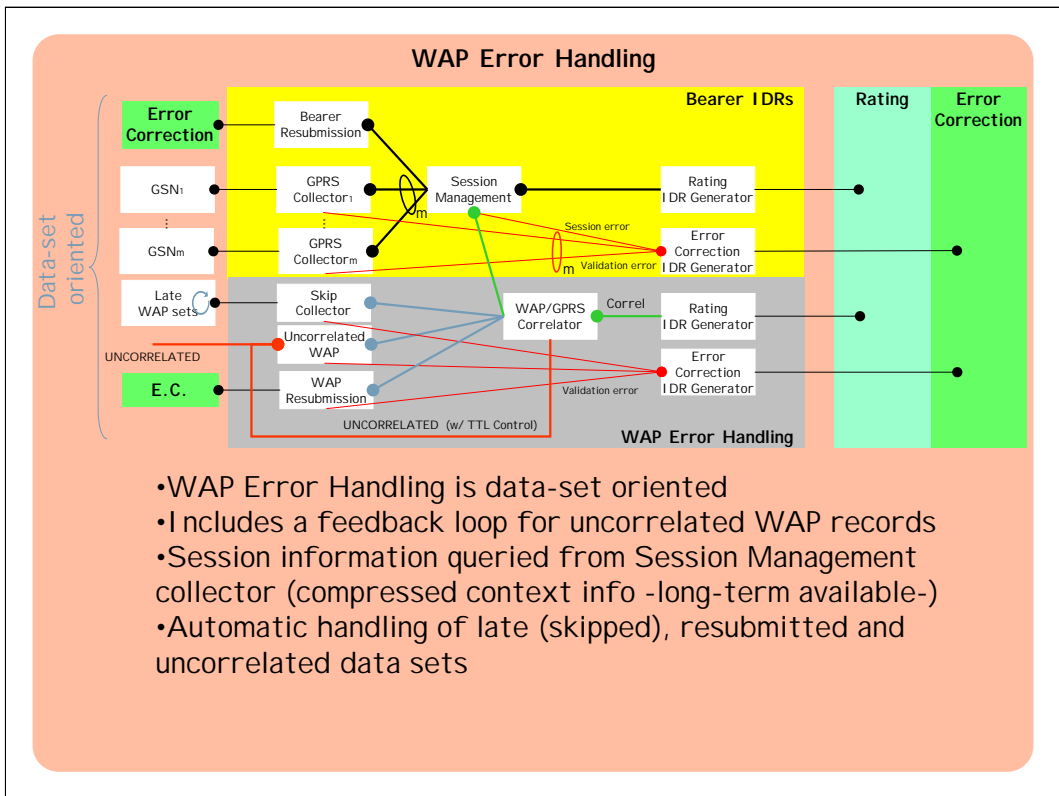 WAP Error Handling
Bearer IDRs
Rating
Error
Correction
Error
Correction
Bearer
Resubmission
GSN1
GPRS
Collector1
Session
Management
Rating
IDR Generator
m
Session error
Error
Correction
IDR Generator
GSNm
GPRS
Collectorm
Validation error
m
Data-set
oriented
Late
WAP sets
Skip
Collector
WAP/GPRS
Correlator
Correl
Rating
IDR Generator
UNCORRELATED
Uncorrelated
WAP
Error
Correction
IDR Generator
E.C.
WAP
Resubmission
Validation error
UNCORRELATED (w/ TTL Control)
WAP Error Handling
•WAP Error Handling is data-set oriented
•Includes a feedback loop for uncorrelated WAP records
•Session information queried from Session Management
collector (compressed context info -long-term available-)
•Automatic handling of late (skipped), resubmitted and
uncorrelated data sets